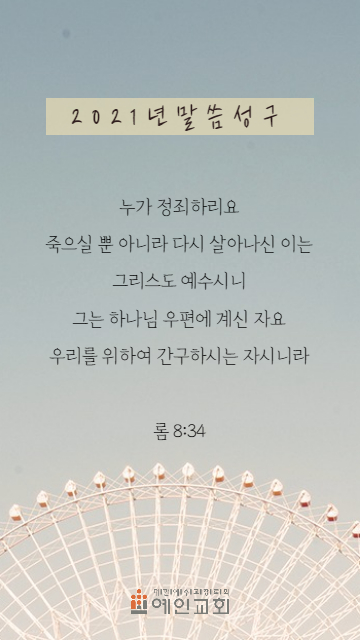 2021년말씀성구
누가 정죄하리요
죽으실 뿐 아니라 다시 살아나신 이는
그리스도 예수시니
그는 하나님 우편에 계신 자요
우리를 위하여 간구하시는 자시니라
롬 8:34
예인교회